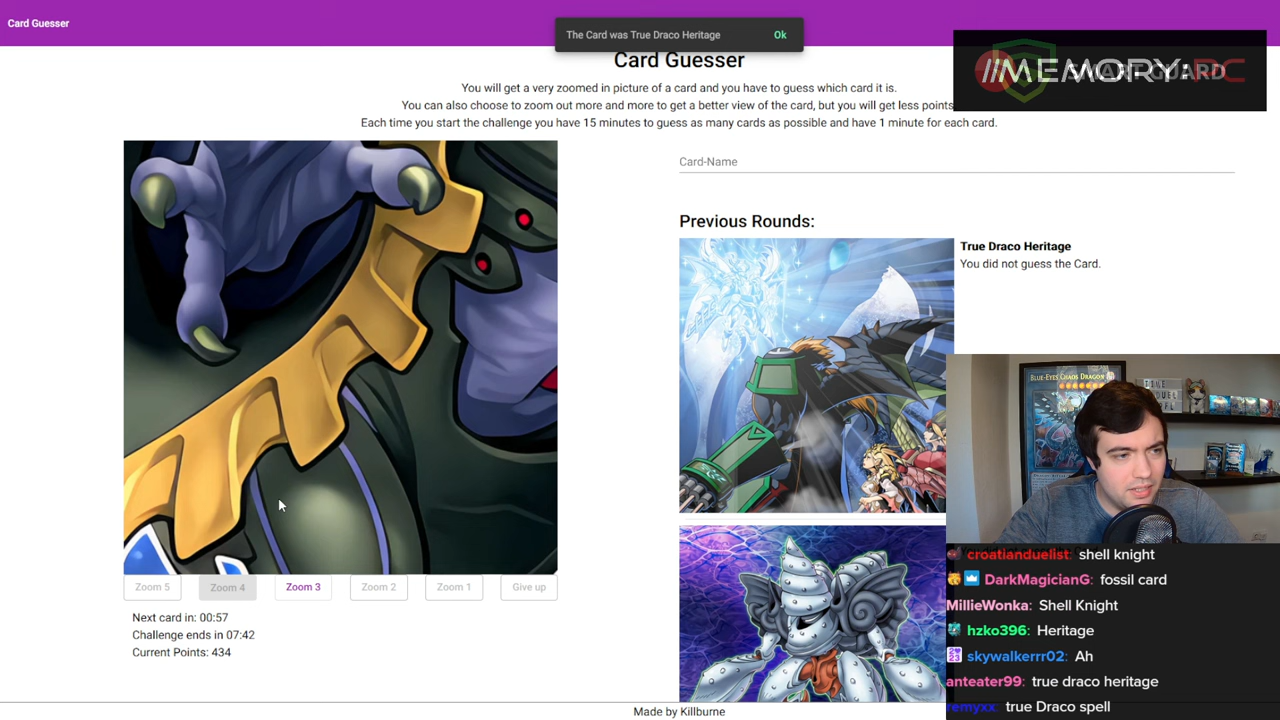 Card Guesser
The Card was True Draco Heritage
Ok
Card Guesser
You will get a very zoomed in picture of a card and you have to guess which card it is.
You can also choose to zoom out more and more to get a better view of the card, but you will get less points
Each time you start the challenge you have 15 minutes to guess as many cards as possible and have 1 minute for each card.
Card-Name
Previous Rounds:
True Draco Heritage
You did not guess the Card.
Zoom 5
Zoom 4
Zoom 3
Zoom 2
Zoom 1
Give up
Next card in: 00:57
Challenge ends in 07:42
Current Points: 434
BLUE-EYES CHAOS DRAGON
croatianduelist: shell knight
DarkMagicianG: fossil card
MillieWonka: Shell Knight
hzko396: Heritage
skywalkerrr02: Ah
anteater99: true draco heritage
remyxx: true Draco spell
Made by Killburne